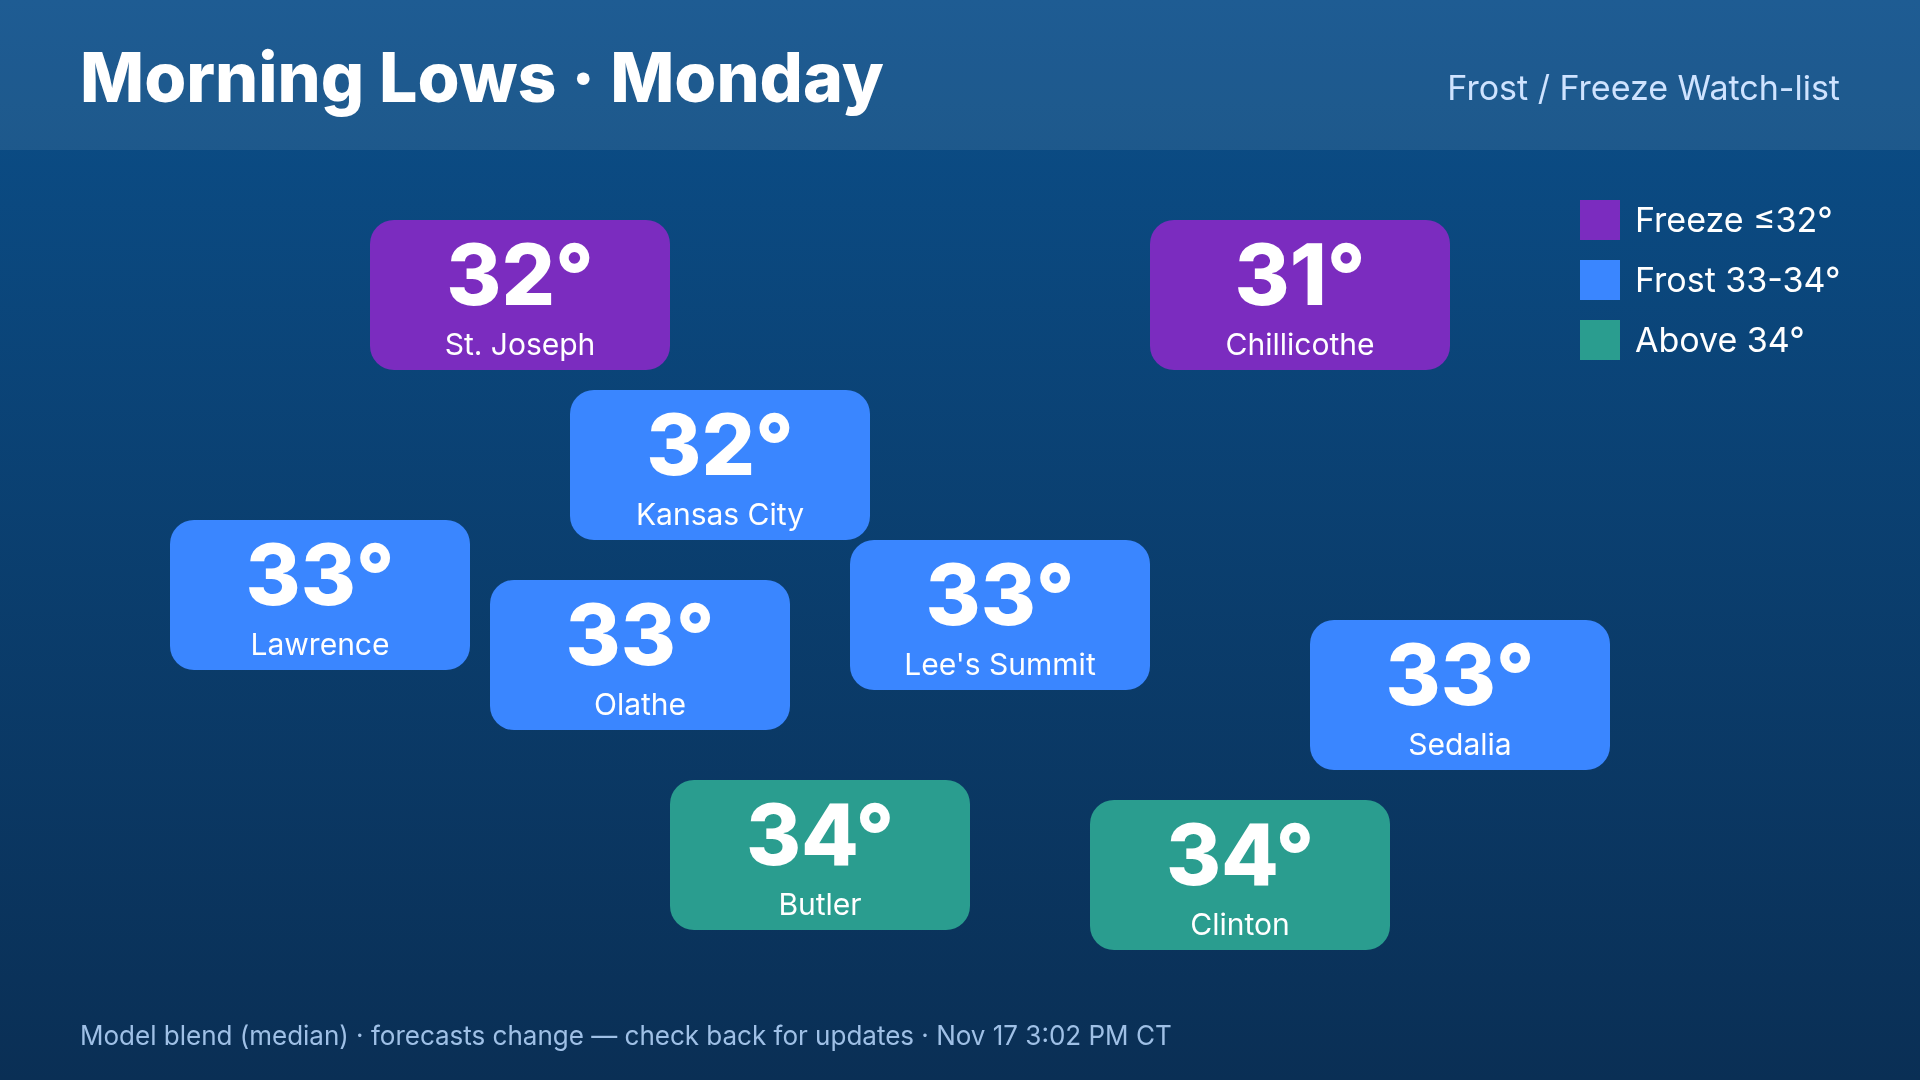 Morning Lows · Monday
Frost / Freeze Watch-list
Freeze ≤32°
Frost 33-34°
Above 34°
32°
St. Joseph
31°
Chillicothe
32°
Kansas City
33°
Lawrence
33°
Olathe
33°
Lee's Summit
33°
Sedalia
34°
Butler
34°
Clinton
Model blend (median) · forecasts change — check back for updates · Nov 17 3:02 PM CT